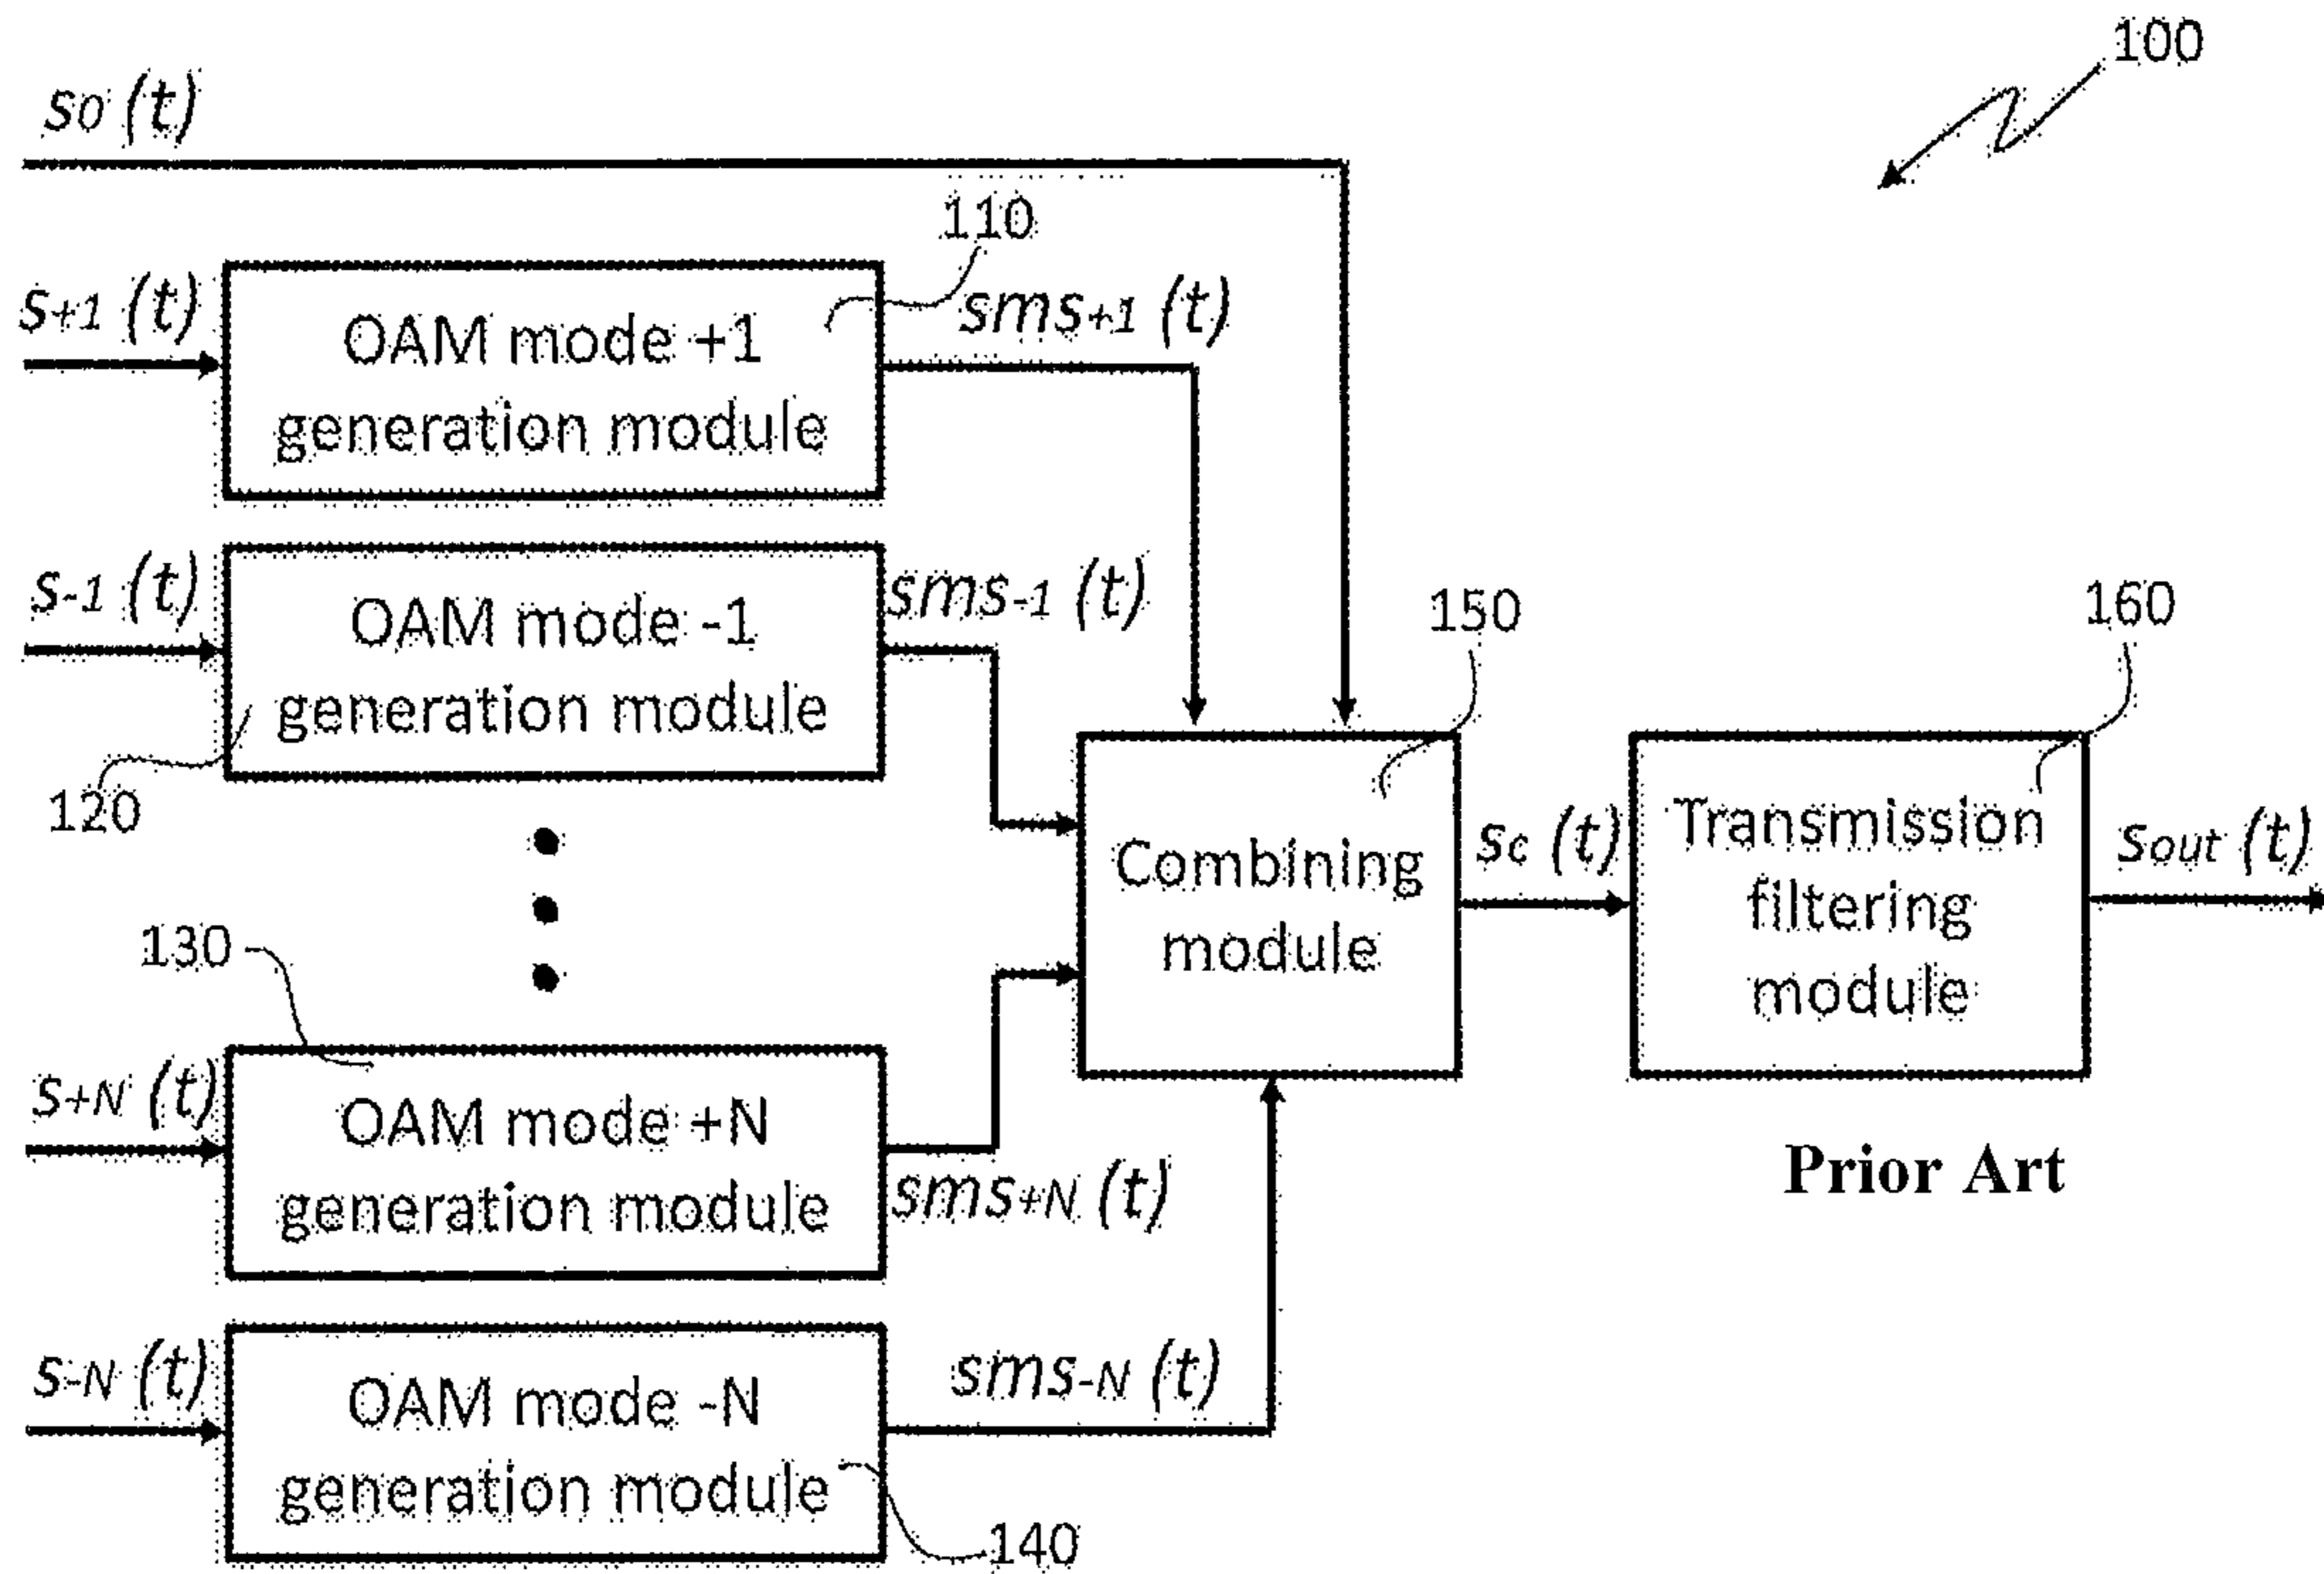 100
s0 (t)
110
s+1 (t)
OAM mode +1
generation module
sms+1 (t)
s-1 (t)
OAM mode -1
generation module
sms-1 (t)
120
150
160
Combining
module
sc (t)
Transmission
filtering
module
sout (t)
130
s+N (t)
OAM mode +N
generation module
sms+N (t)
Prior Art
s-N (t)
OAM mode -N
generation module
sms-N (t)
140